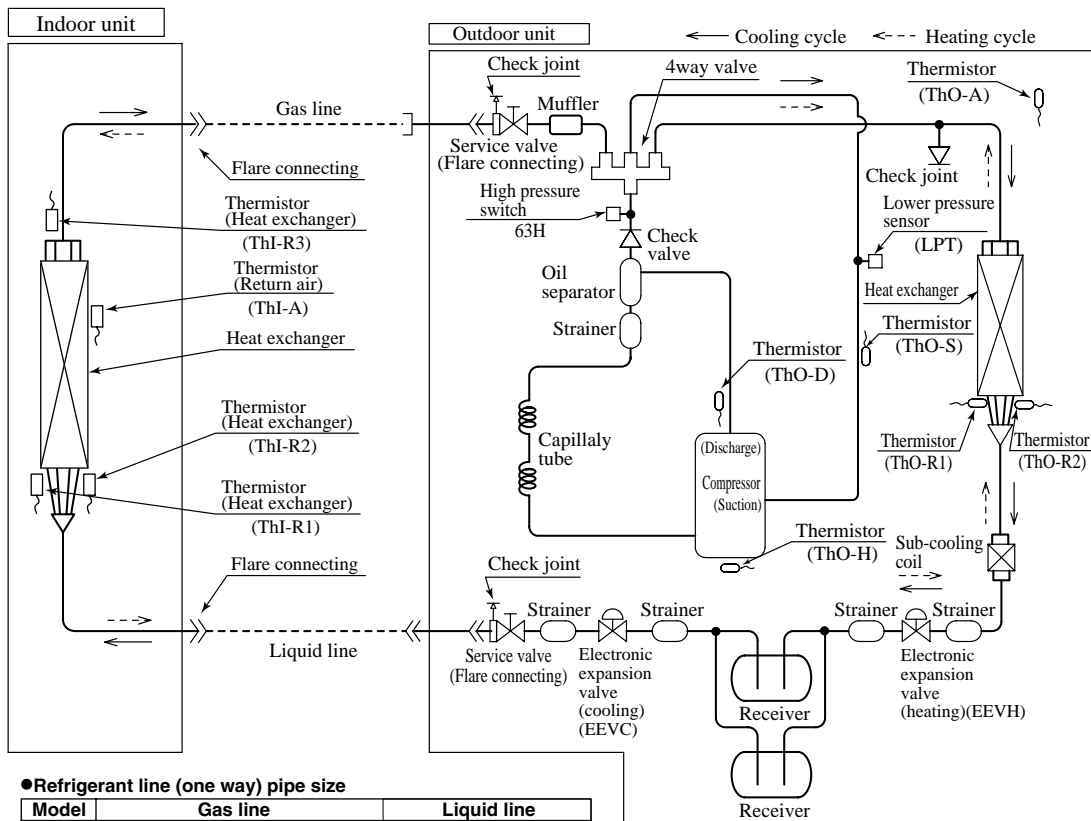 Indoor unit
Outdoor unit
Cooling cycle
Heating cycle
Check joint
4way valve
Thermistor
(ThO-A)
Gas line
Muffler
Service valve
(Flare connecting)
Flare connecting
Check joint
High pressure
switch
63H
Lower pressure
sensor
(LPT)
Thermistor
(Heat exchanger)
(ThI-R3)
Check
valve
Thermistor
(Return air)
(ThI-A)
Oil
separator
Heat exchanger
Strainer
Heat exchanger
Thermistor
(ThO-S)
Thermistor
(ThO-D)
Thermistor
(Heat exchanger)
(ThI-R2)
Capillaly
tube
(Discharge)
Compressor
(Suction)
Thermistor
(ThO-R1)
Thermistor
(ThO-R2)
Thermistor
(Heat exchanger)
(ThI-R1)
Thermistor
(ThO-H)
Sub-cooling
coil
Flare connecting
Check joint
Strainer
Strainer
Strainer
Strainer
Liquid line
Service valve
(Flare connecting)
Electronic
expansion
valve
(cooling)
(EEVC)
Receiver
Electronic
expansion
valve
(heating)(EEVH)
Receiver
●Refrigerant line (one way) pipe size
Model Gas line Liquid line